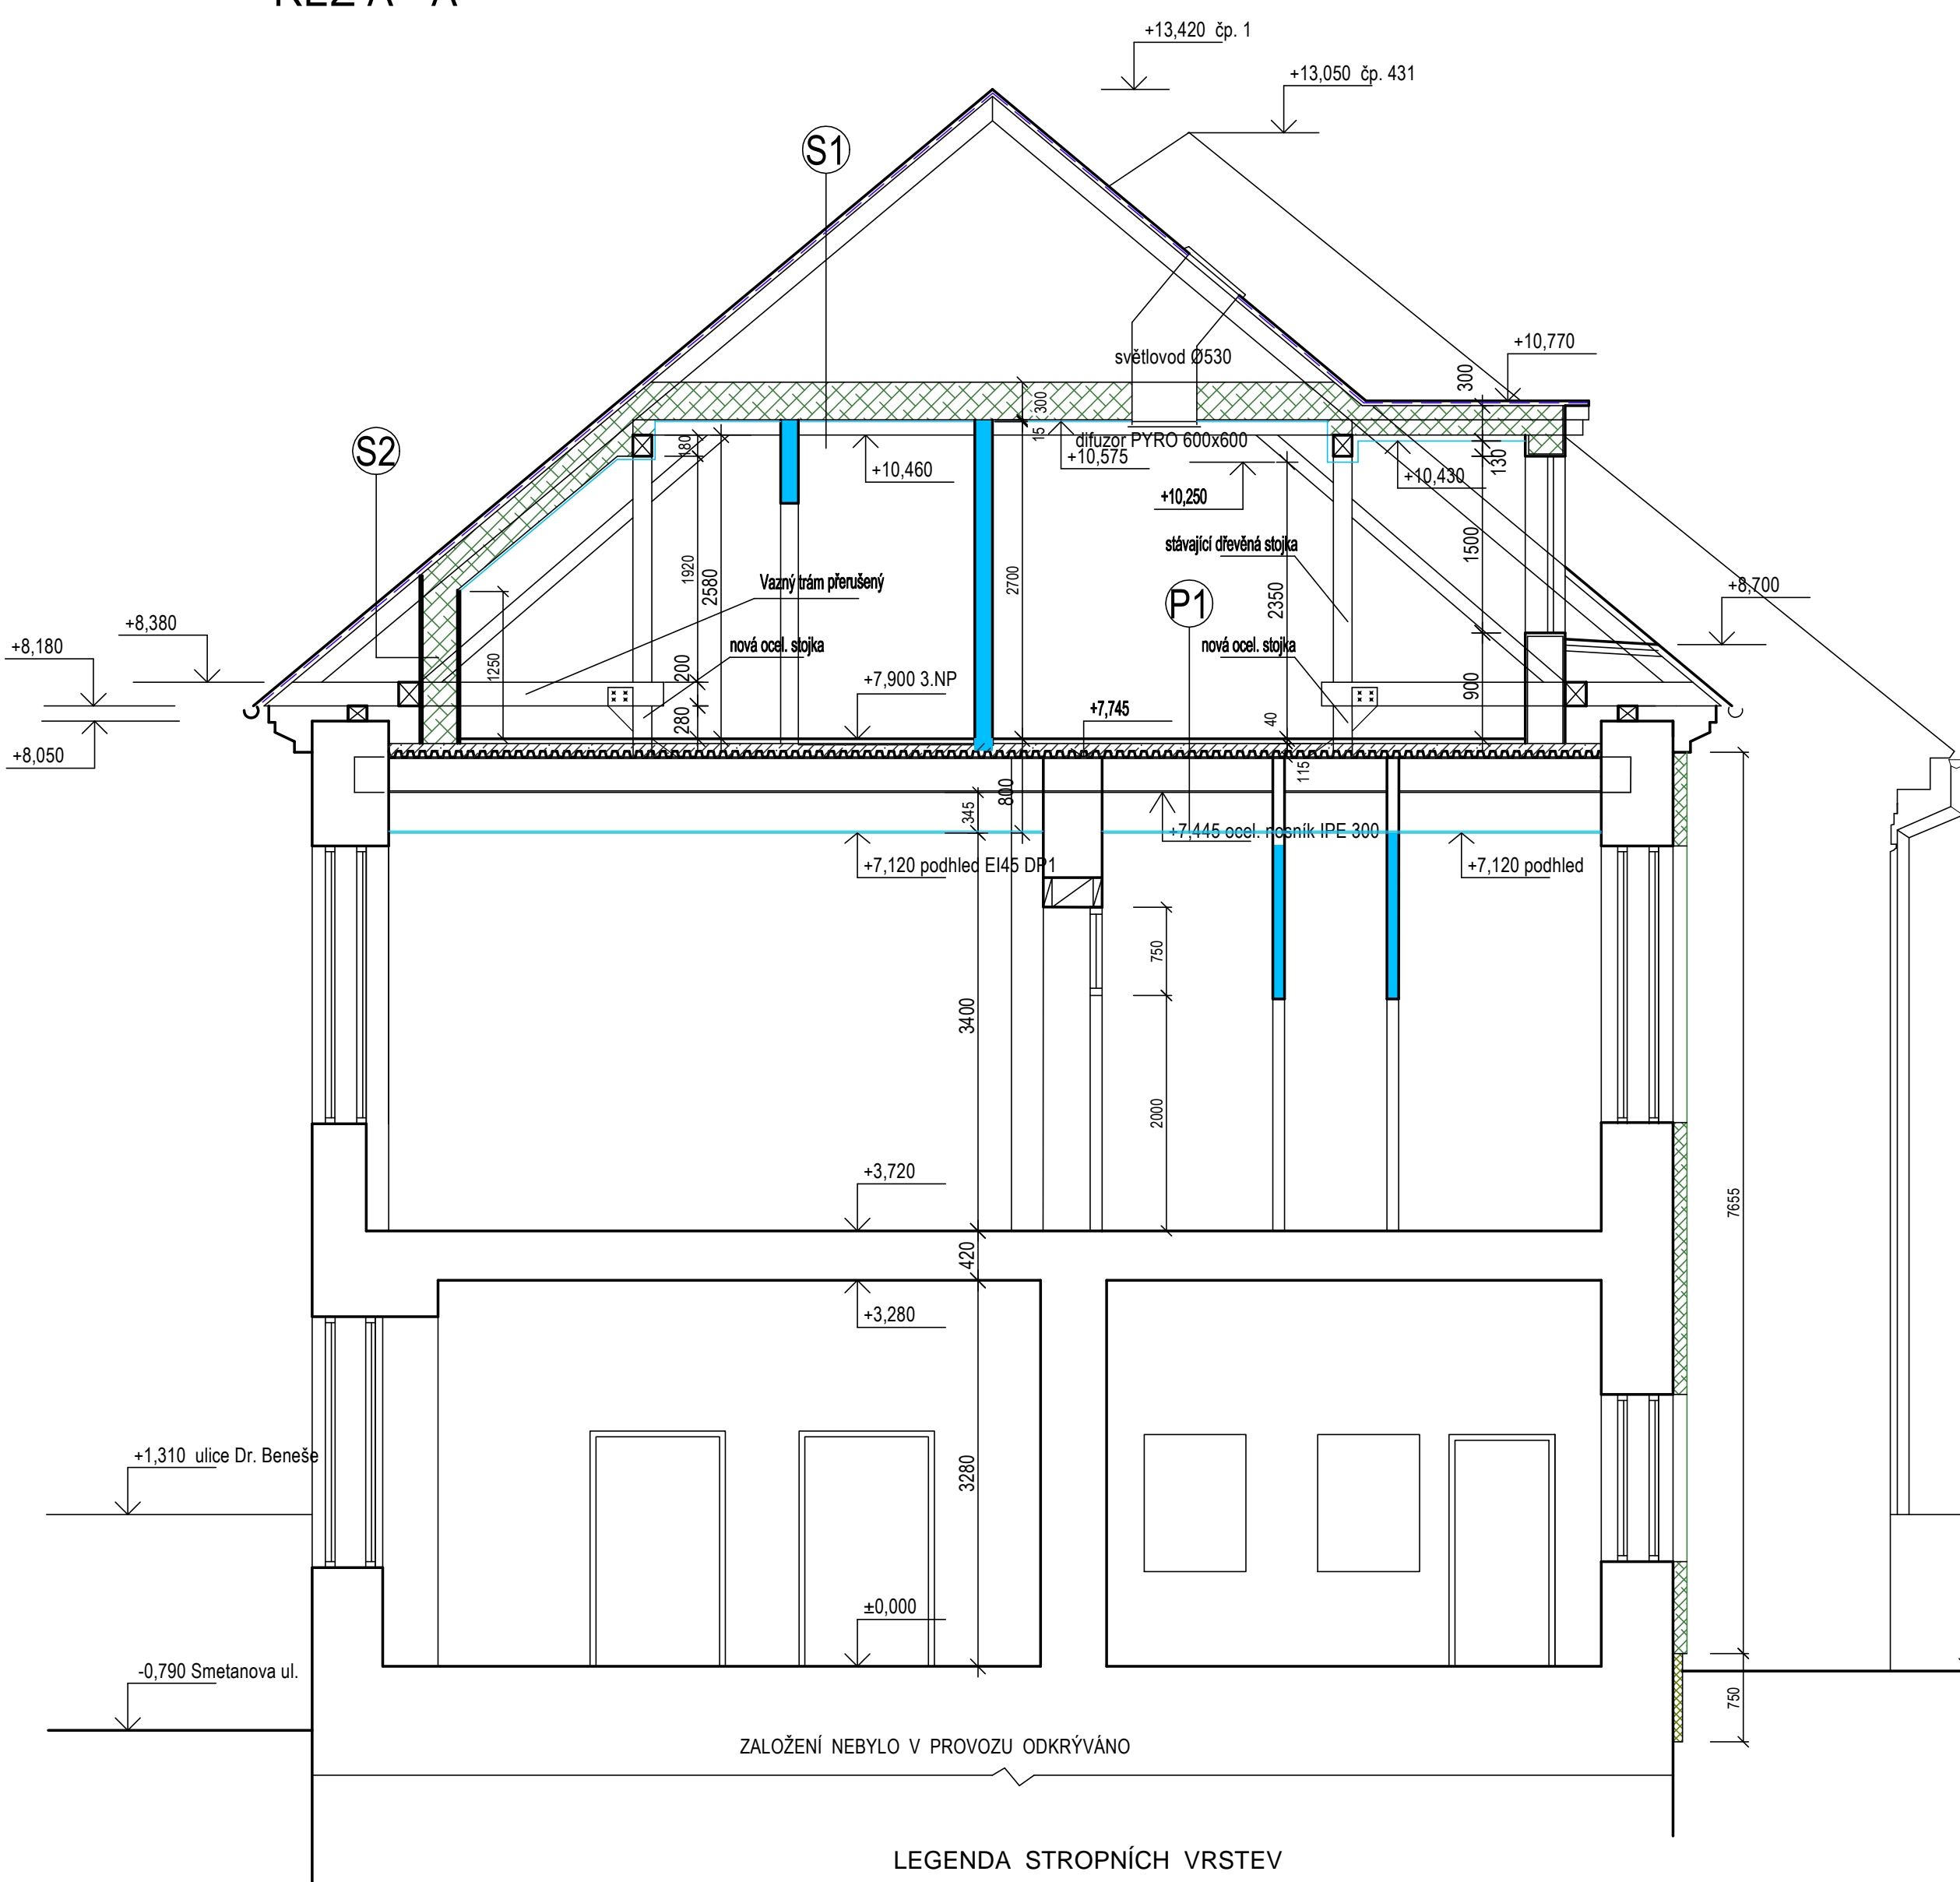 +13,420 čp. 1
+13,050 čp. 431
S1
+10,770
světlovod Ø530
300
300
15
difuzor PYRO 600x600
S2
180
+10,460
+10,575
+10,430
130
+10,250
stávající dřevěná stojka
1500
1920
2580
Vazný trám přerušený
2700
2350
P1
+8,700
+8,380
+8,180
nová ocel. stojka
nová ocel. stojka
1250
200
+7,900 3.NP
900
280
+7,745
40
+8,050
115
800
345
+7,445 ocel. nosník IPE 300
+7,120 podhled EI45 DP1
+7,120 podhled
750
3400
2000
+3,720
7655
420
+3,280
+1,310 ulice Dr. Beneše
3280
±0,000
-0,790 Smetanova ul.
750
ZALOŽENÍ NEBYLO V PROVOZU ODKRÝVÁNO
LEGENDA STROPNÍCH VRSTEV